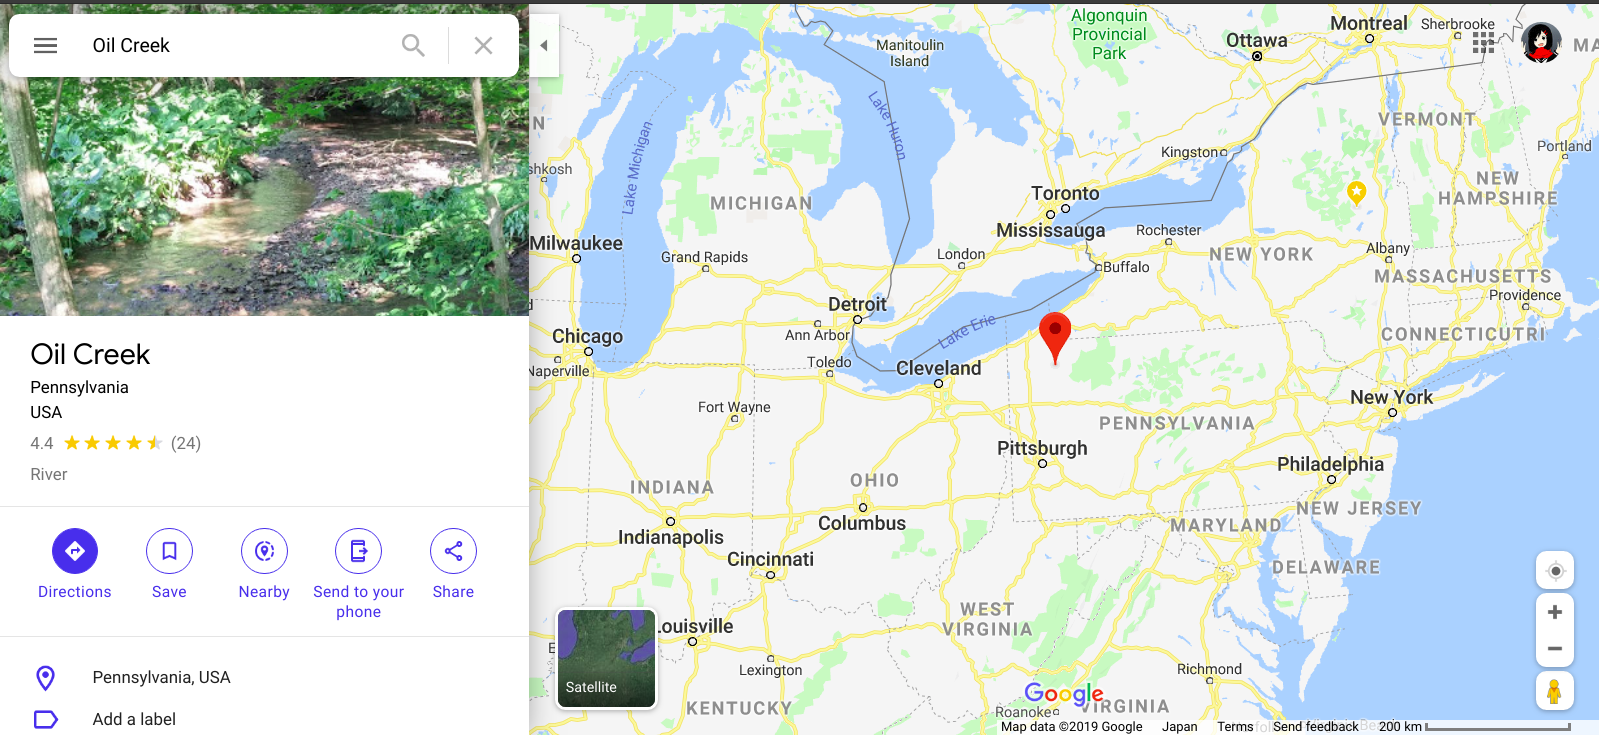 Oil Creek
Oil Creek
Pennsylvania
USA
4.4 (24)
River
Directions
Save
Nearby
Send to your
phone
Share
Pennsylvania, USA
Add a label
Satellite
Algonquin
Provincial
Park
Montreal
Sherbrooke
Ottawa
MA
Manitoulin
Island
Lake Huron
Lake Michigan
N
VERMONT
Kingston
Portland
shkosh
NEW
HAMPSHIRE
Toronto
MICHIGAN
Mississauga
Rochester
Milwaukee
Grand Rapids
London
Buffalo
NEW YORK
Albany
MASSACHUSETTS
Providence
Detroit
Lake Erie
Ann Arbor
CONNECTICUT
RI
Chicago
Naperville
Toledo
Cleveland
New York
Fort Wayne
PENNSYLVANIA
Pittsburgh
Philadelphia
OHIO
INDIANA
NEW JERSEY
Columbus
MARYLAND
Indianapolis
Cincinnati
DELAWARE
WEST
VIRGINIA
Louisville
Lexington
Richmond
Google
KENTUCKY
Roanoke
VIRGINIA
Map data ©2019 Google
Japan
Terms
Send feedback
200 km